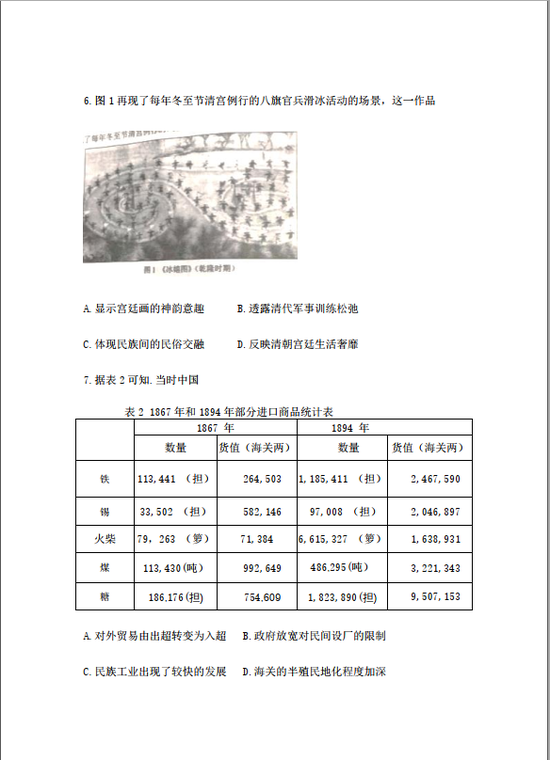 6.图1再现了每年冬至节清宫例行的八旗官兵滑冰活动的场景，这一作品
了每年冬至节清宫例行
图1 《冰嬉图》(乾隆时期)
A.显示宫廷画的神韵意趣 B.透露清代军事训练松弛
C.体现民族间的民俗交融 D.反映清朝宫廷生活奢靡
7.据表2可知.当时中国
表2 1867年和1894年部分进口商品统计表
1867 年 1894 年
数量 货值（海关两） 数量 货值（海关两）
铁 113,441 （担） 264,503 1,185,411 （担） 2,467,590
锡 33,502 （担） 582,146 97,008 （担） 2,046,897
火柴 79，263 （箩） 71,384 6,615,327 （箩） 1,638,931
煤 113,430(吨） 992,649 486.295(吨） 3,221,343
糖 186,176(担) 754,609 1,823,890(担) 9,507,153
A.对外贸易由出超转变为入超 B.政府放宽对民间设厂的限制
C.民族工业出现了较快的发展 D.海关的半殖民地化程度加深